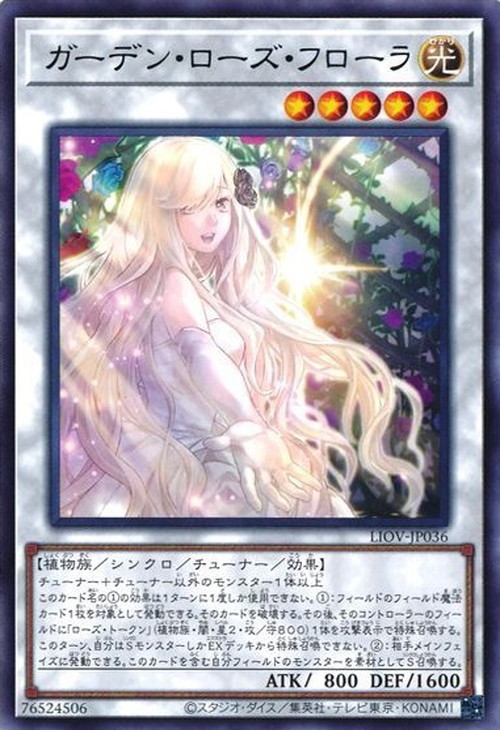 ガーデン・ローズ・フローラ 光
LIOV-JP036
【植物族／シンクロ／チューナー／効果】
チューナー＋チューナー以外のモンスター1体以上
このカード名の①の効果は1ターンに1度しか使用できない。①：フィールドのフィールド魔法
カード1枚を対象として発動できる。そのカードを破壊する。その後、そのコントローラーのフィー
ルドに「ローズ・トークン」（植物族・闇・星2・攻／守800）1体を攻撃表示で特殊召喚する。
このターン、自分はSモンスターしかEXデッキから特殊召喚できない。②：相手メインフェ
イズに発動できる。このカードを含む自分フィールドのモンスターを素材としてS召喚する。
ATK/ 800 DEF/1600
76524506 ©スタジオ・ダイス／集英社・テレビ東京・KONAMI